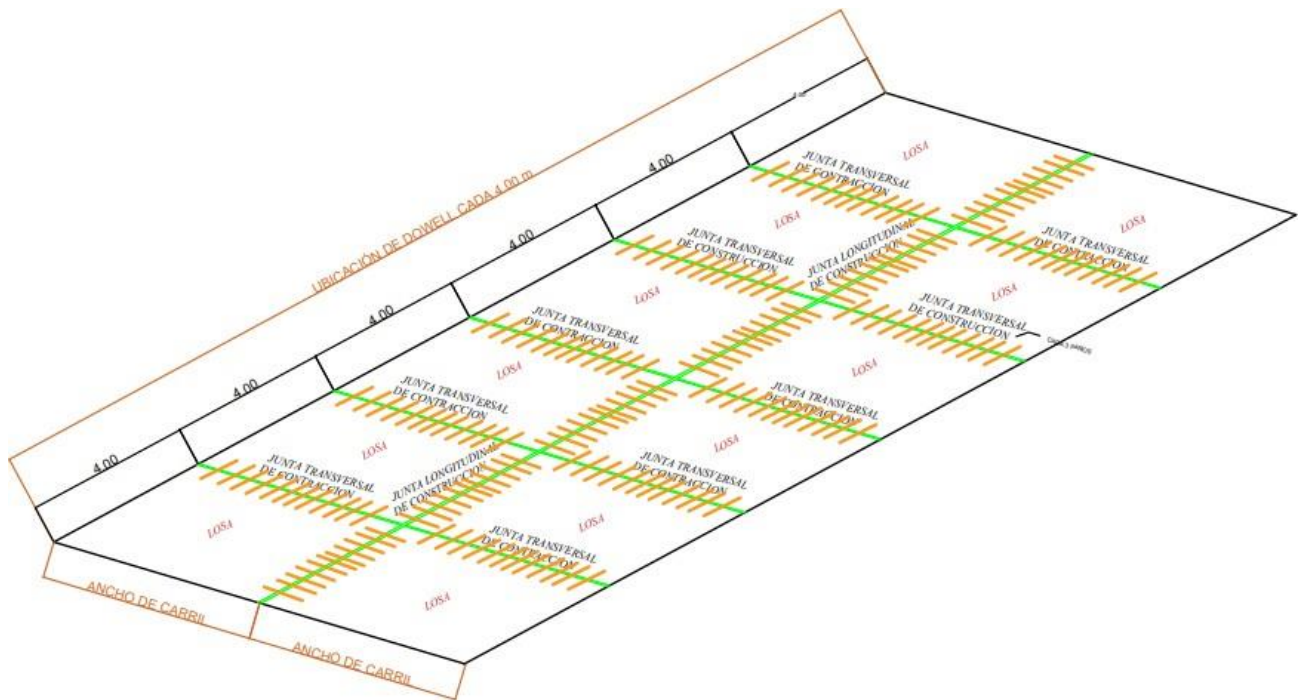 UBICACIÓN DE DOWELL CADA 4.00 m
4.00
4.00
4.00
4.00
4.00
LOSA
JUNTA TRANSVERSAL
DE CONTRACCION
LOSA
LOSA
JUNTA TRANSVERSAL
DE CONTRACCION
JUNTA TRANSVERSAL
DE CONSTRUCCION
JUNTA LONGITUDINAL
DE CONSTRUCCION
LOSA
LOSA
JUNTA TRANSVERSAL
DE CONSTRUCCION
JUNTA TRANSVERSAL
DE CONTRACCION
LOSA
LOSA
JUNTA TRANSVERSAL
DE CONTRACCION
JUNTA TRANSVERSAL
DE CONTRACCION
LOSA
LOSA
JUNTA TRANSVERSAL
DE CONTRACCION
JUNTA TRANSVERSAL
DE CONTRACCION
JUNTA LONGITUDINAL
DE CONSTRUCCION
LOSA
LOSA
JUNTA TRANSVERSAL
DE CONTRACCION
LOSA
ANCHO DE CARRIL
ANCHO DE CARRIL